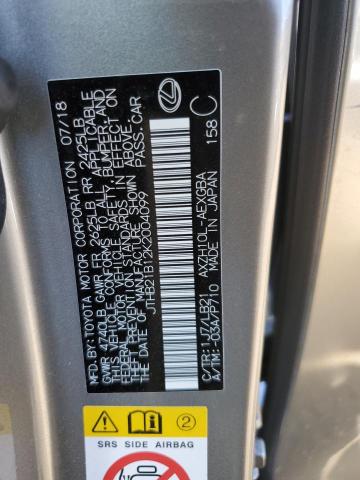 MFD.BY:TOYOTA MOTOR CORPORATION 07/18
GVWR 4740LB GAWR FR 2625LB RR 2425LB
THIS VEHICLE CONFORMS TO ALL APPLICABLE
FEDERAL MOTOR VEHICLE SAFETY, BUMPER, AND
THEFT PREVENTION STANDARDS IN EFFECT ON
THE DATE OF MANUFACTURE SHOWN ABOVE.
JTHB21B12K2004099 PASS.CAR
C/TR:1J7/LB21 AXZH10L-AEXGBA
A/TM:-03A/P710 MADE IN JAPAN
158 C
2
SRS SIDE AIRBAG